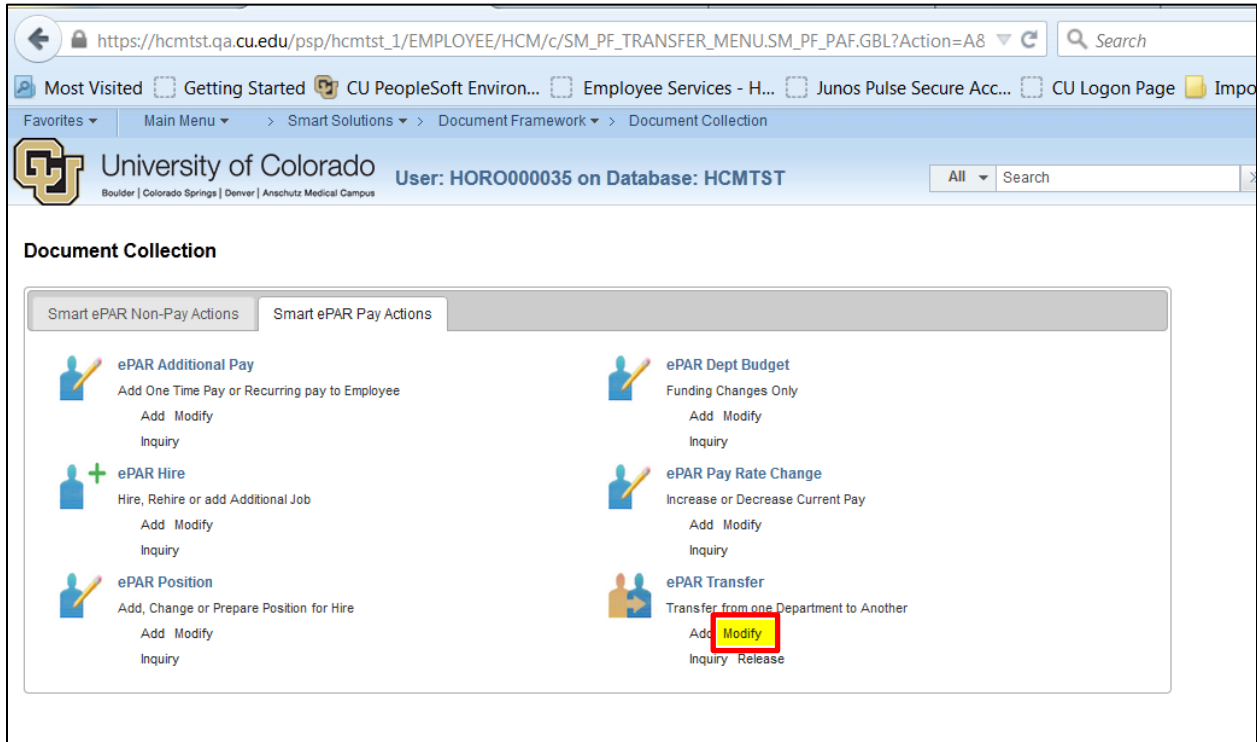 https://hcmtst.qa.cu.edu/psp/hcmtst_1/EMPLOYEE/HCM/c/SM_PF_TRANSFER_MENU.SM_PF_PAF.GBL?Action=A& Search
Most Visited Getting Started CU PeopleSoft Environ... Employee Services - H... Junos Pulse Secure Acc... CU Logon Page Impo
Favorites Main Menu > Smart Solutions > Document Framework > Document Collection
University of Colorado
Boulder | Colorado Springs | Denver | Anschutz Medical Campus
User: HORO000035 on Database: HCMTST
All Search
Document Collection
Smart ePAR Non-Pay Actions Smart ePAR Pay Actions
ePAR Additional Pay
Add One Time Pay or Recurring pay to Employee
Add Modify
Inquiry
ePAR Hire
Hire, Rehire or add Additional Job
Add Modify
Inquiry
ePAR Position
Add, Change or Prepare Position for Hire
Add Modify
Inquiry
ePAR Dept Budget
Funding Changes Only
Add Modify
Inquiry
ePAR Pay Rate Change
Increase or Decrease Current Pay
Add Modify
Inquiry
ePAR Transfer
Transfer from one Department to Another
Add Modify
Inquiry Release